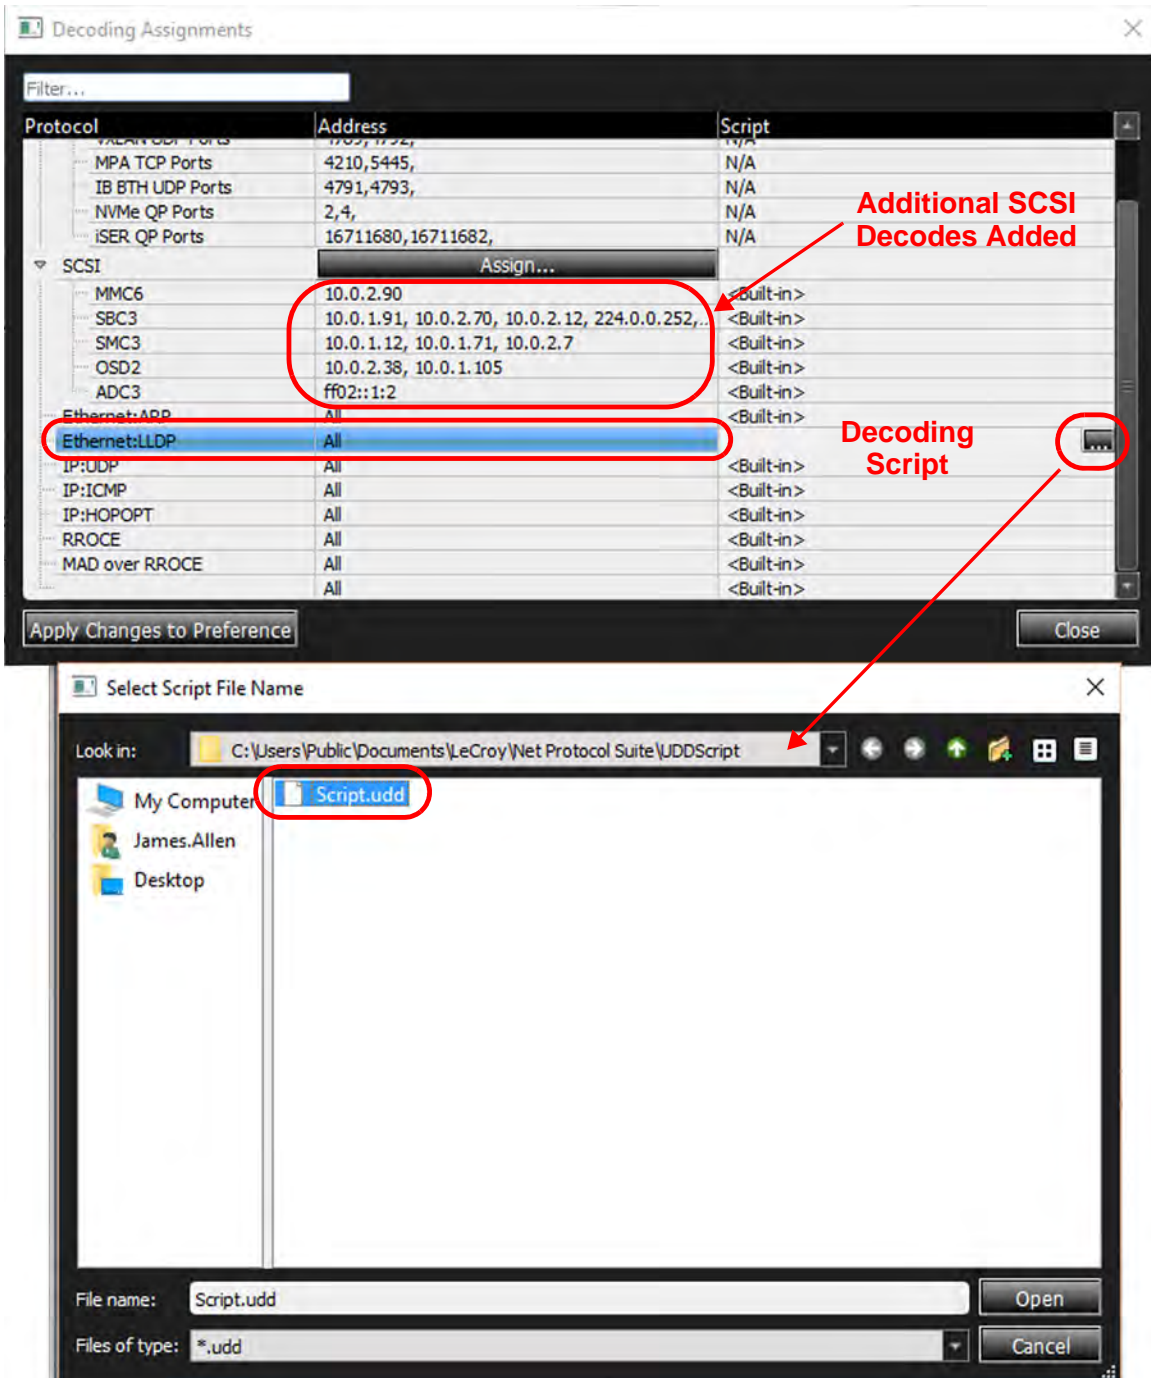 Decoding Assignments
Filter...
Protocol Address Script
VXLAN UDP Ports 4789,4792, N/A
MPA TCP Ports 4210,5445, N/A
IB BTH UDP Ports 4791,4793, N/A
NVMe QP Ports 2,4, N/A
iSER QP Ports 16711680,16711682, N/A
Additional SCSI
Decodes Added
SCSI Assign...
MMC6 10.0.2.90 <Built-in>
SBC3 10.0.1.91, 10.0.2.70, 10.0.2.12, 224.0.0.252,... <Built-in>
SMC3 10.0.1.12, 10.0.1.71, 10.0.2.7 <Built-in>
OSD2 10.0.2.38, 10.0.1.105 <Built-in>
ADC3 ff02::1:2 <Built-in>
Ethernet:ARP All <Built-in>
Ethernet:LLDP All ...
Decoding
Script
IP:UDP All <Built-in>
IP:ICMP All <Built-in>
IP:HOPOPT All <Built-in>
RROCE All <Built-in>
MAD over RROCE All <Built-in>
All <Built-in>
Apply Changes to Preference Close
Select Script File Name
Look in: C:\Users\Public\Documents\LeCroy\Net Protocol Suite\UDDScript
My Computer Script.udd
James.Allen
Desktop
File name: Script.udd Open
Files of type: *.udd Cancel